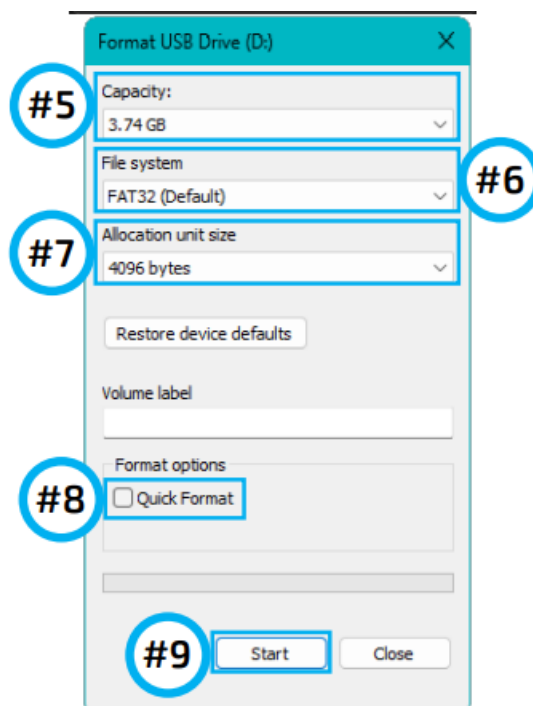 Format USB Drive (D:)
#5
Capacity:
3.74 GB
#6
File system
FAT32 (Default)
#7
Allocation unit size
4096 bytes
Restore device defaults
Volume label
Format options
#8
Quick Format
#9
Start
Close